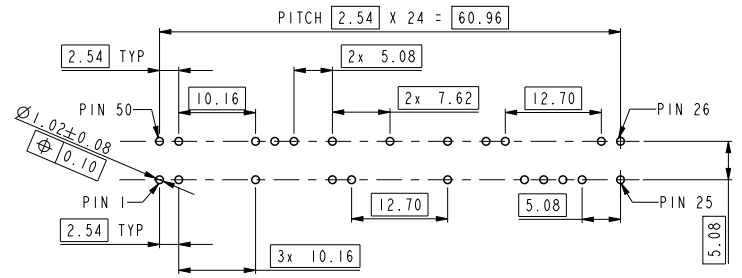 PITCH 2.54 X 24 = 60.96
2.54 TYP
2x 5.08
10.16
2x 7.62
12.70
PIN 50
PIN 26
Ø1.02±0.08
⌖ 0.10
PIN 1
12.70
5.08
PIN 25
2.54 TYP
3x 10.16
5.08